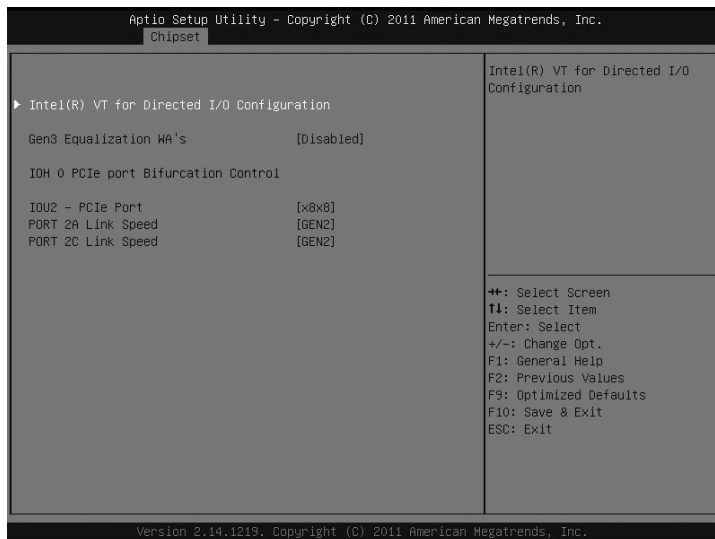 Aptio Setup Utility – Copyright (C) 2011 American Megatrends, Inc.
Chipset
▶ Intel(R) VT for Directed I/O Configuration
Gen3 Equalization WA's [Disabled]
IOH 0 PCIe port Bifurcation Control
IOU2 – PCIe Port [x8x8]
PORT 2A Link Speed [GEN2]
PORT 2C Link Speed [GEN2]
Intel(R) VT for Directed I/O
Configuration
→←: Select Screen
↑↓: Select Item
Enter: Select
+/-: Change Opt.
F1: General Help
F2: Previous Values
F9: Optimized Defaults
F10: Save & Exit
ESC: Exit
Version 2.14.1219. Copyright (C) 2011 American Megatrends, Inc.